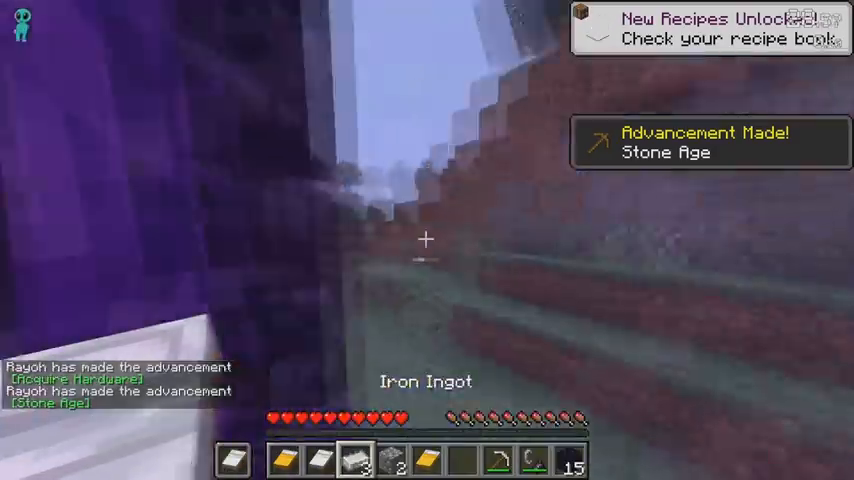 New Recipes Unlocked!
Check your recipe book
Advancement Made!
Stone Age
Rayoh has made the advancement
[Acquire Hardware]
Rayoh has made the advancement
[Stone Age]
Iron Ingot
3
2
15